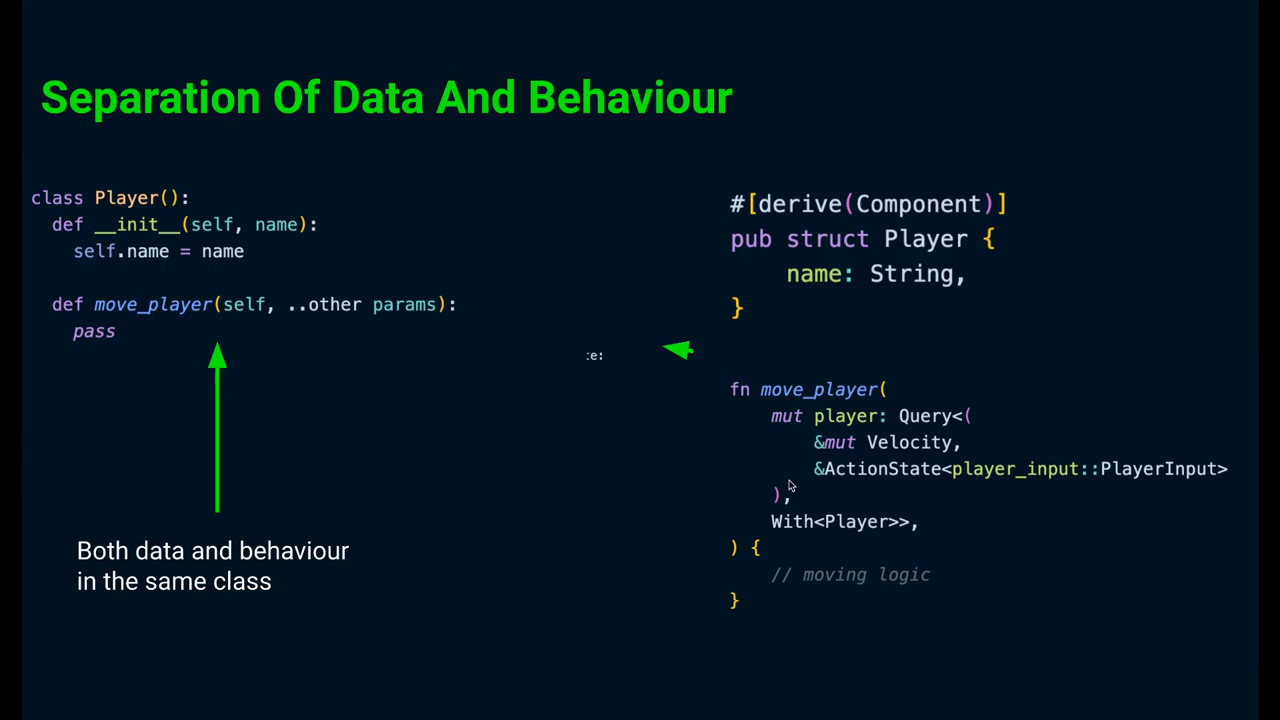 Separation Of Data And Behaviour
class Player():
def __init__(self, name):
self.name = name
def move_player(self, ..other params):
pass
Both data and behaviour
in the same class
:e:
#[derive(Component)]
pub struct Player {
name: String,
}
fn move_player(
mut player: Query<(
&mut Velocity,
&ActionState<player_input::PlayerInput>
),
With<Player>>,
) {
// moving logic
}